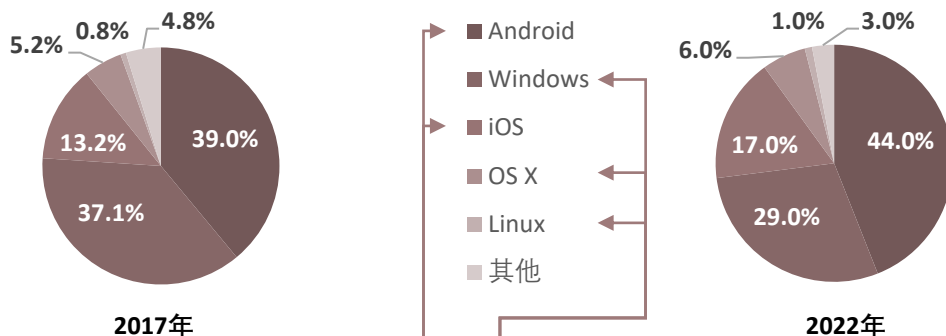 0.8%
4.8%
5.2%
13.2%
39.0%
37.1%
2017年
Android
Windows
iOS
OS X
Linux
其他
1.0%
3.0%
6.0%
17.0%
44.0%
29.0%
2022年